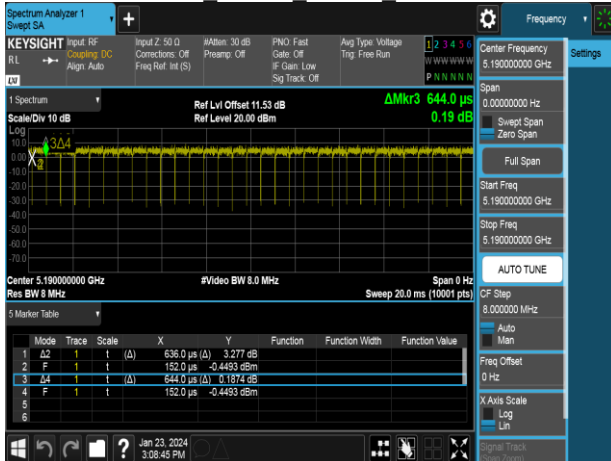 Spectrum Analyzer 1
Swept SA
Frequency
KEYSIGHT
RL
Input: RF
Coupling: DC
Align: Auto
Input Z: 50 Ω
Corrections: Off
Freq Ref: Int (S)
#Atten: 30 dB
Preamp: Off
PNO: Fast
Gate: Off
IF Gain: Low
Sig Track: Off
Avg Type: Voltage
Trig: Free Run
1 2 3 4 5 6
W W W W W W
P N N N N N
LXI
1 Spectrum
Scale/Div 10 dB
Ref Lvl Offset 11.53 dB
Ref Level 20.00 dBm
ΔMkr3 644.0 µs
0.19 dB
Log
10.0
0.00
-10.0
-20.0
-30.0
-40.0
-50.0
-60.0
-70.0
3Δ4
Center 5.190000000 GHz
#Video BW 8.0 MHz
Span 0 Hz
Res BW 8 MHz
Sweep 20.0 ms (10001 pts)
5 Marker Table
Mode Trace Scale X Y Function Function Width Function Value
1 Δ2 1 t (Δ) 636.0 µs (Δ) 3.277 dB
2 F 1 t 152.0 µs -0.4493 dBm
3 Δ4 1 t (Δ) 644.0 µs (Δ) 0.1874 dB
4 F 1 t 152.0 µs -0.4493 dBm
5
6
Jan 23, 2024
3:08:45 PM
Center Frequency
5.190000000 GHz
Settings
Span
0.00000000 Hz
Swept Span
Zero Span
Full Span
Start Freq
5.190000000 GHz
Stop Freq
5.190000000 GHz
AUTO TUNE
CF Step
8.000000 MHz
Auto
Man
Freq Offset
0 Hz
X Axis Scale
Log
Lin
Signal Track
(Span Zoom)